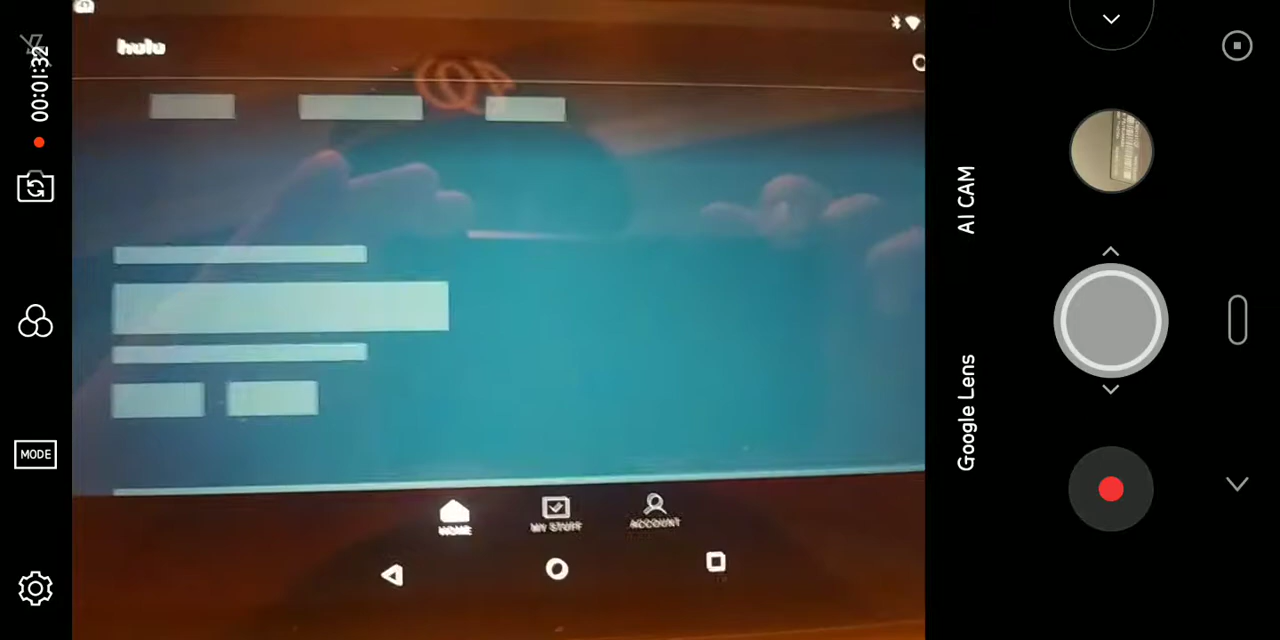 00:01:32
hulu
MODE
HOME
MY STUFF
ACCOUNT
AI CAM
Google Lens